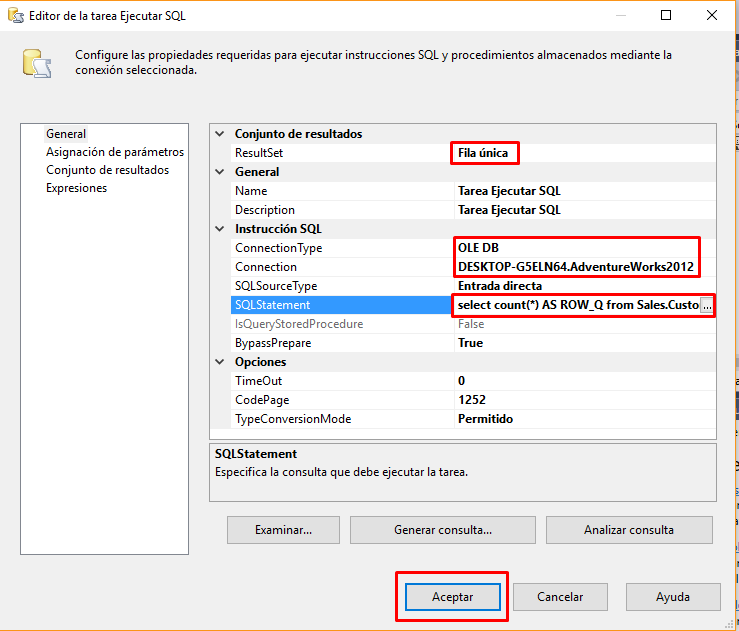 Editor de la tarea Ejecutar SQL
Configure las propiedades requeridas para ejecutar instrucciones SQL y procedimientos almacenados mediante la
conexión seleccionada.
General
Asignación de parámetros
Conjunto de resultados
Expresiones
Conjunto de resultados
ResultSet Fila única
General
Name Tarea Ejecutar SQL
Description Tarea Ejecutar SQL
Instrucción SQL
ConnectionType OLE DB
Connection DESKTOP-G5ELN64.AdventureWorks2012
SQLSourceType Entrada directa
SQLStatement select count(*) AS ROW_Q from Sales.Custo ...
IsQueryStoredProcedure False
BypassPrepare True
Opciones
TimeOut 0
CodePage 1252
TypeConversionMode Permitido
SQLStatement
Especifica la consulta que debe ejecutar la tarea.
Examinar... Generar consulta... Analizar consulta
Aceptar Cancelar Ayuda